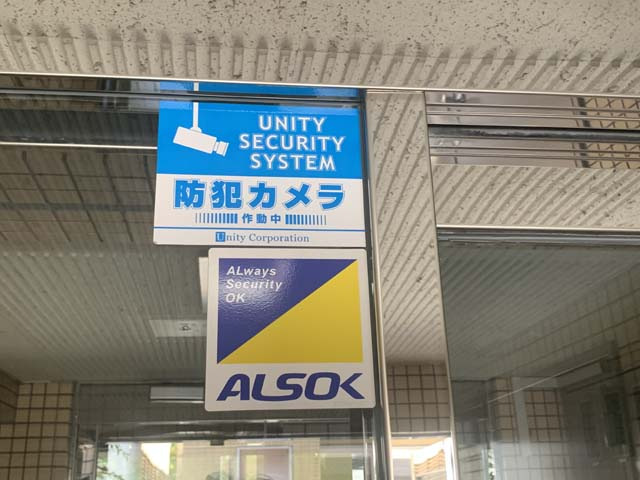 UNITY
SECURITY
SYSTEM
防犯カメラ
作動中
Unity Corporation
ALways
Security
OK
ALSOK